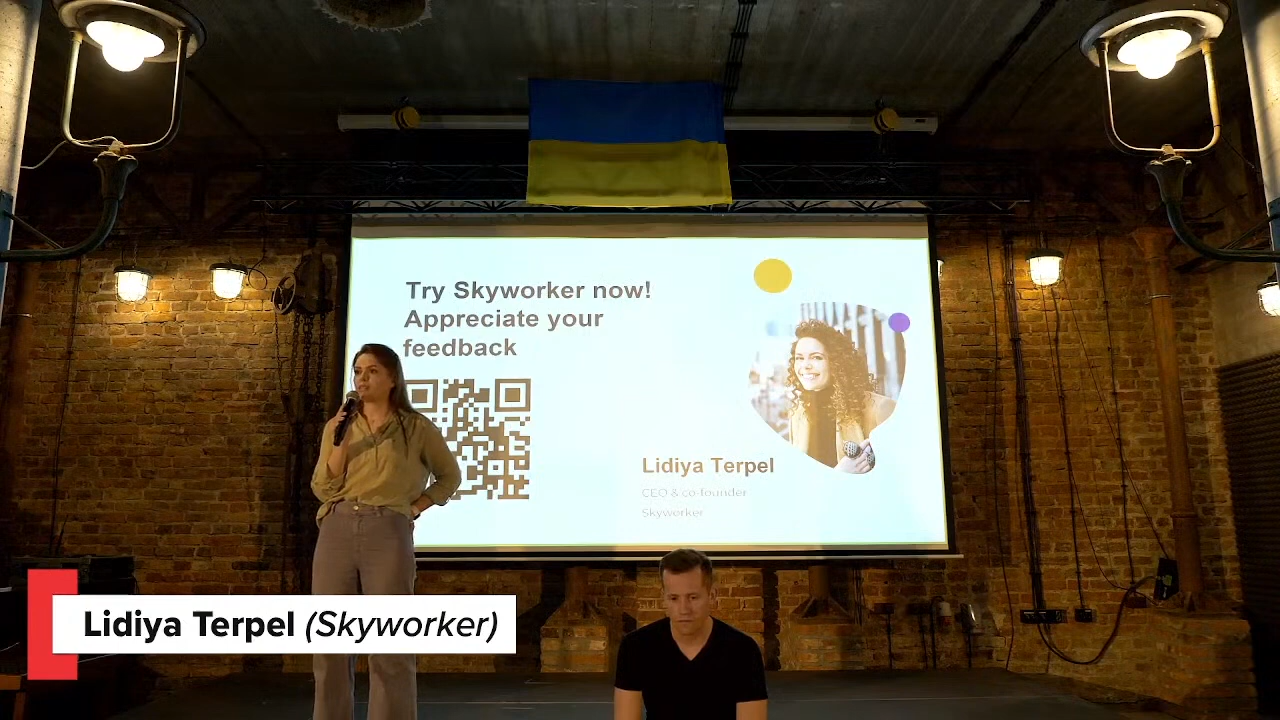 Try Skyworker now!
Appreciate your
feedback
Lidiya Terpel
CEO & co-founder
Skyworker
Lidiya Terpel (Skyworker)